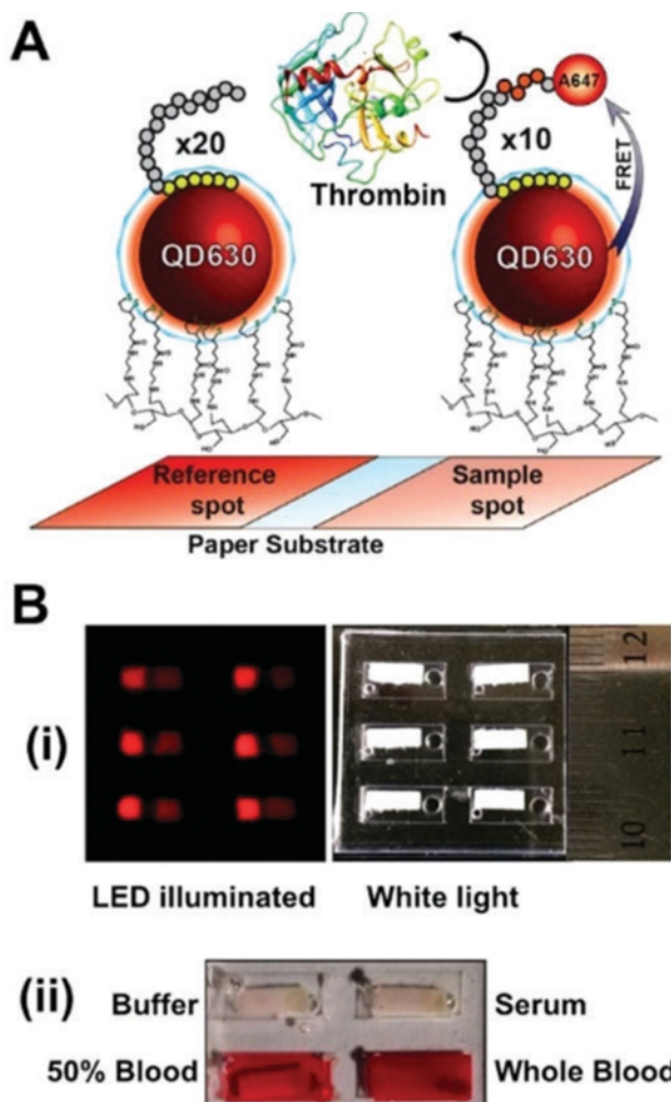 A
x20
Thrombin
x10
A647
FRET
QD630
QD630
Reference
spot
Sample
spot
Paper Substrate
B
(i)
12
11
10
LED illuminated
White light
(ii)
Buffer
Serum
50% Blood
Whole Blood